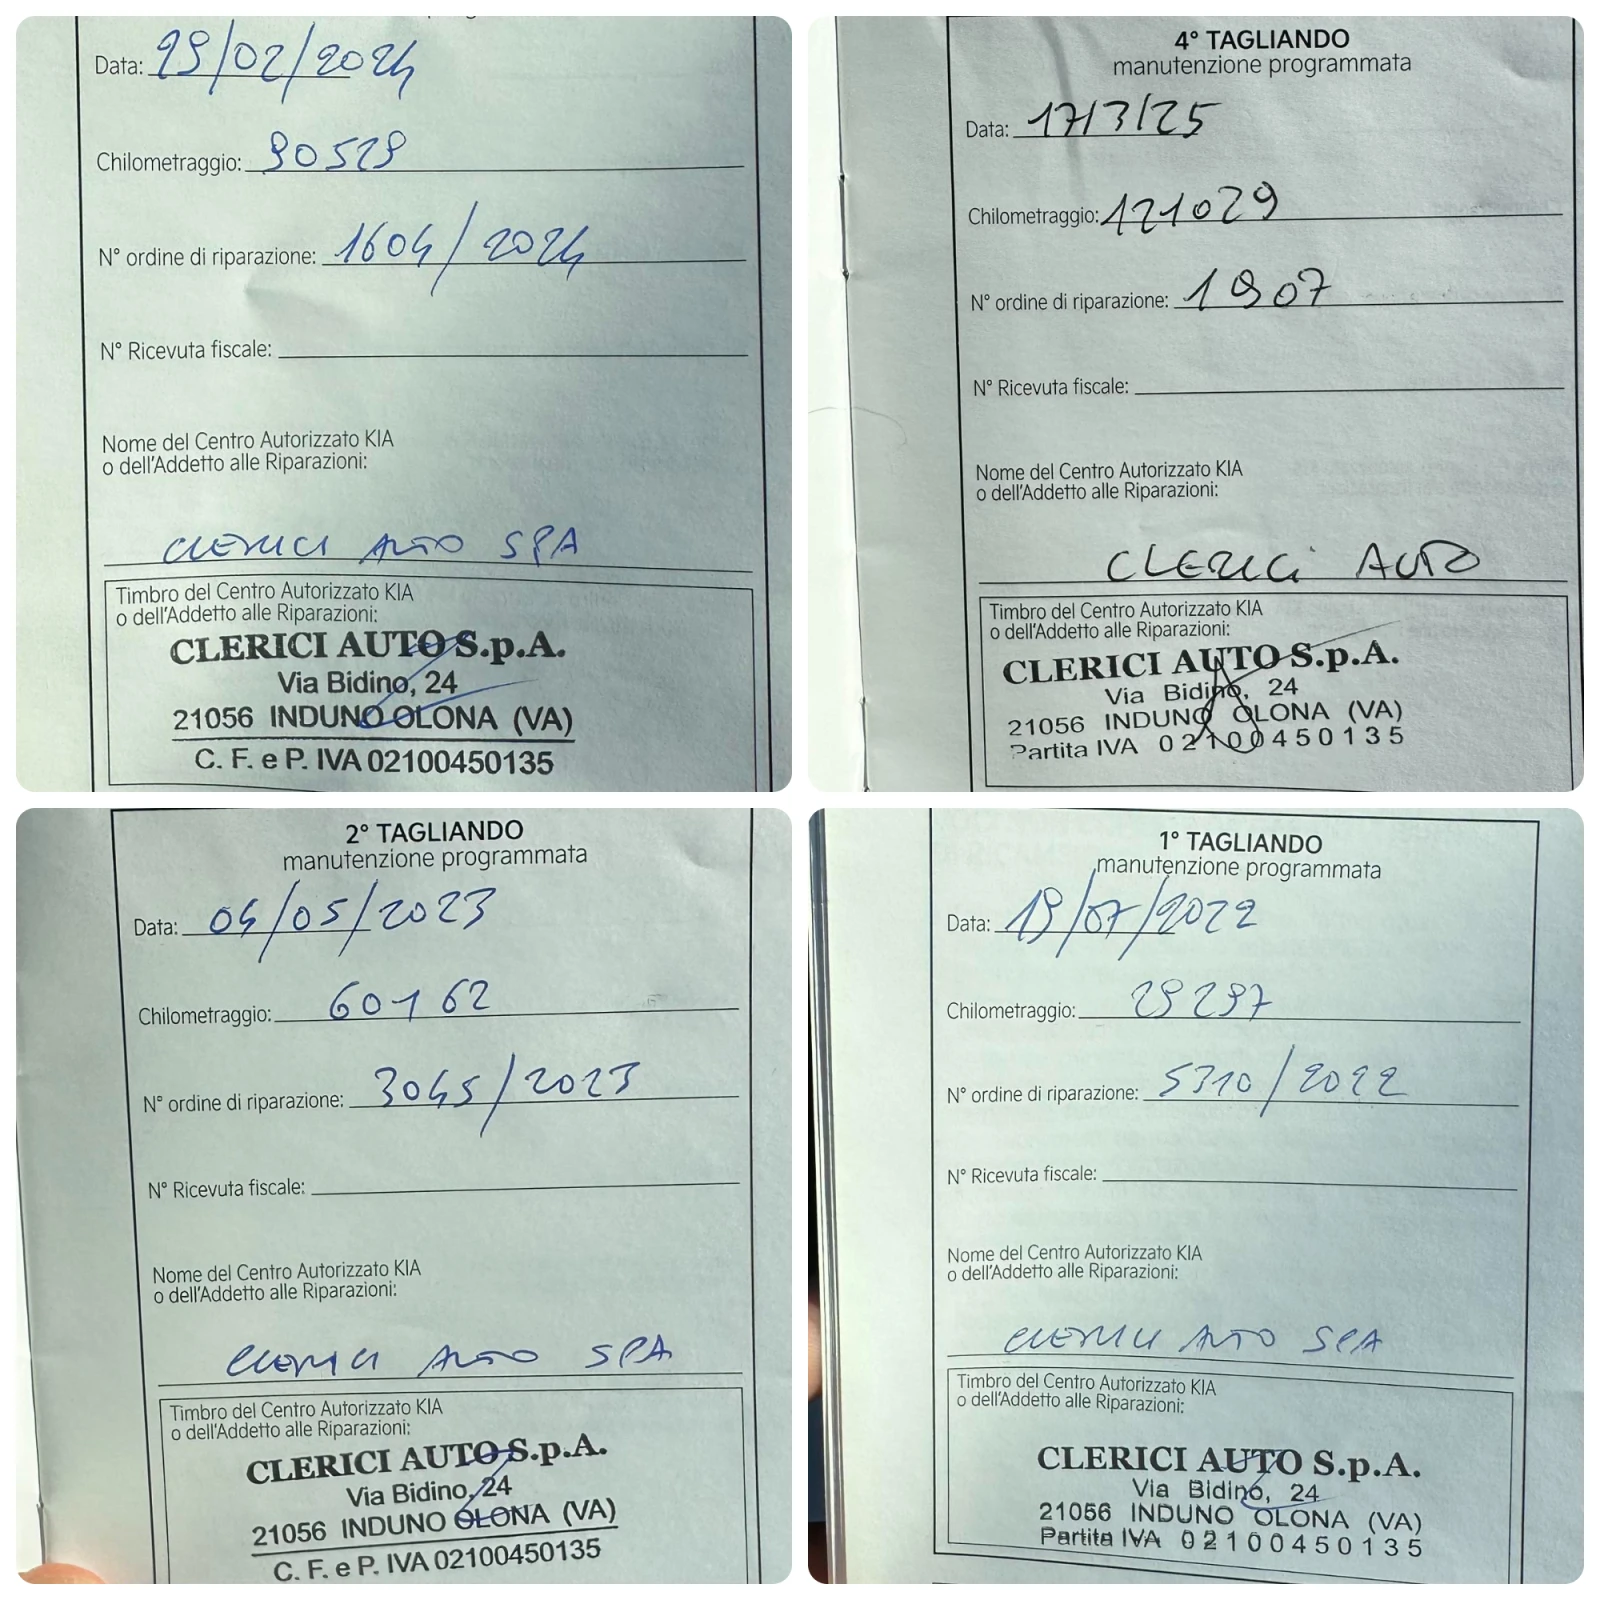 Data: 29/02/2024
Chilometraggio: 90529
N° ordine di riparazione: 1604/2024
N° Ricevuta fiscale:
Nome del Centro Autorizzato KIA
o dell'Addetto alle Riparazioni:
CLERICI AUTO SPA
Timbro del Centro Autorizzato KIA
o dell'Addetto alle Riparazioni:
CLERICI AUTO S.p.A.
Via Bidino, 24
21056 INDUNO OLONA (VA)
C. F. e P. IVA 02100450135
4° TAGLIANDO
manutenzione programmata
Data: 17/3/25
Chilometraggio: 121029
N° ordine di riparazione: 1907
N° Ricevuta fiscale:
Nome del Centro Autorizzato KIA
o dell'Addetto alle Riparazioni:
CLERICI AUTO
Timbro del Centro Autorizzato KIA
o dell'Addetto alle Riparazioni:
CLERICI AUTO S.p.A.
Via Bidino, 24
21056 INDUNO OLONA (VA)
Partita IVA 02100450135
2° TAGLIANDO
manutenzione programmata
Data: 04/05/2023
Chilometraggio: 60162
N° ordine di riparazione: 3045/2023
N° Ricevuta fiscale:
Nome del Centro Autorizzato KIA
o dell'Addetto alle Riparazioni:
CLERICI AUTO SPA
Timbro del Centro Autorizzato KIA
o dell'Addetto alle Riparazioni:
CLERICI AUTO S.p.A.
Via Bidino, 24
21056 INDUNO OLONA (VA)
C. F. e P. IVA 02100450135
1° TAGLIANDO
manutenzione programmata
Data: 19/07/2022
Chilometraggio: 29297
N° ordine di riparazione: 5310/2022
N° Ricevuta fiscale:
Nome del Centro Autorizzato KIA
o dell'Addetto alle Riparazioni:
CLERICI AUTO SPA
Timbro del Centro Autorizzato KIA
o dell'Addetto alle Riparazioni:
CLERICI AUTO S.p.A.
Via Bidino, 24
21056 INDUNO OLONA (VA)
Partita IVA 02100450135